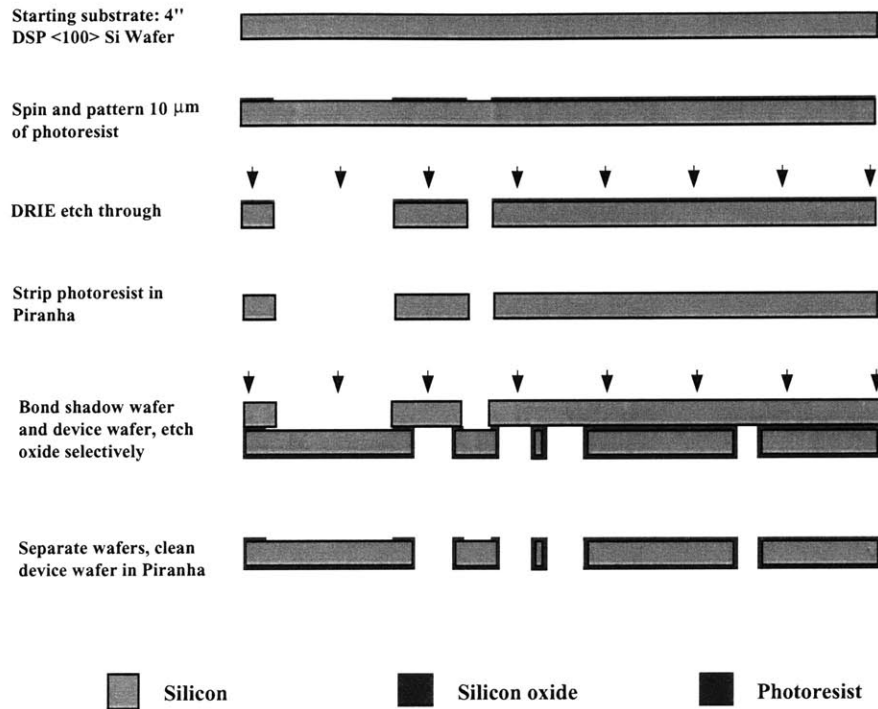 Starting substrate: 4"
DSP <100> Si Wafer
Spin and pattern 10 μm
of photoresist
DRIE etch through
Strip photoresist in
Piranha
Bond shadow wafer
and device wafer, etch
oxide selectively
Separate wafers, clean
device wafer in Piranha
Silicon
Silicon oxide
Photoresist